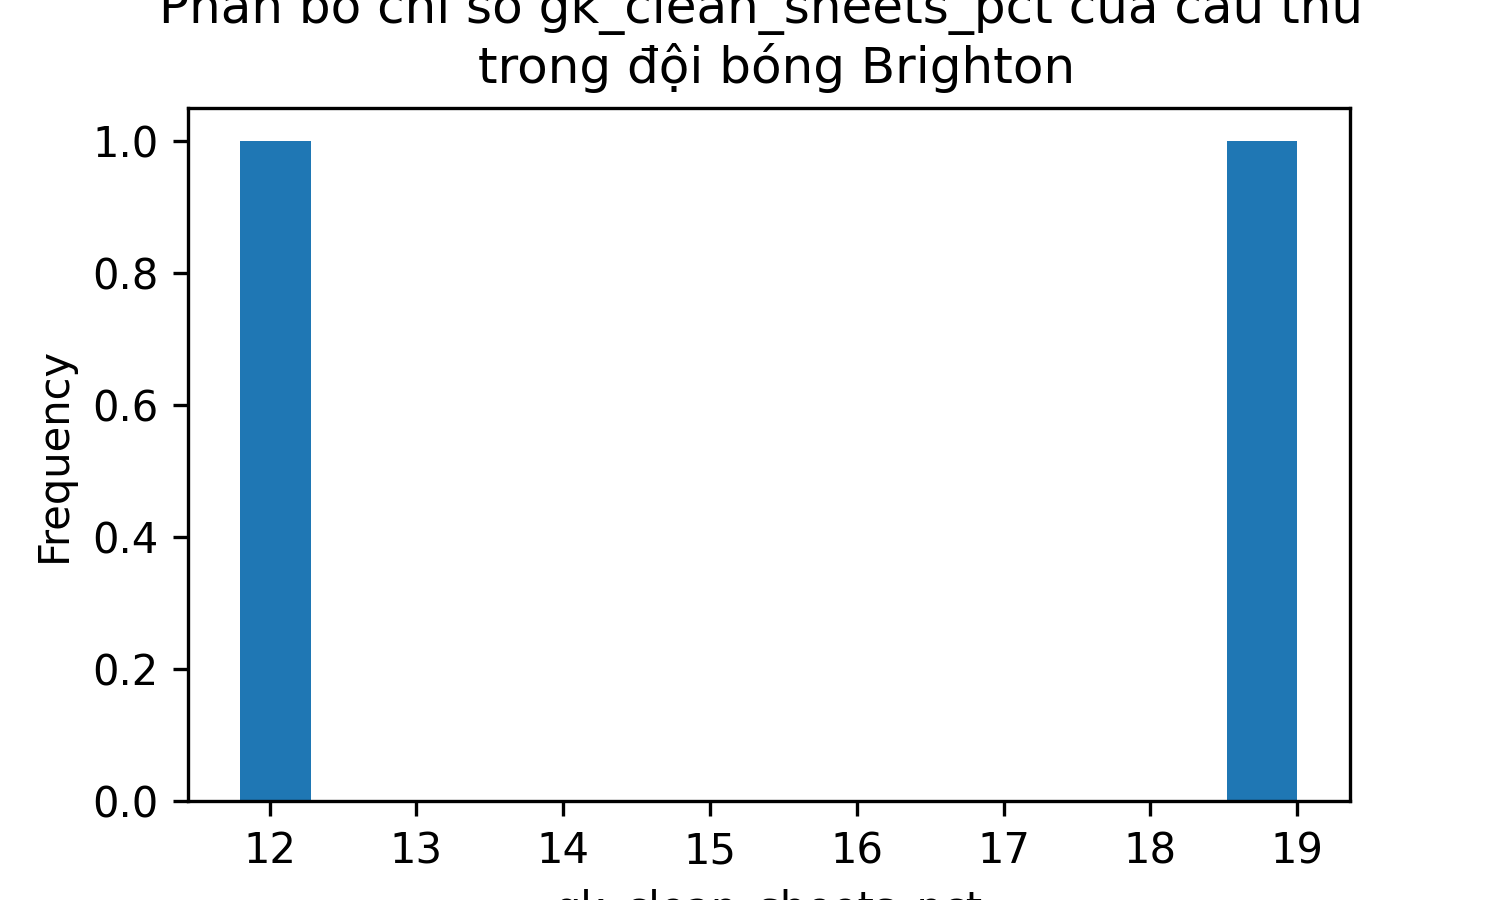 Phân bố chỉ số gk_clean_sheets_pct của cầu thủ
trong đội bóng Brighton
1.0
0.8
0.6
0.4
0.2
0.0
Frequency
12 13 14 15 16 17 18 19
gk_clean_sheets_pct